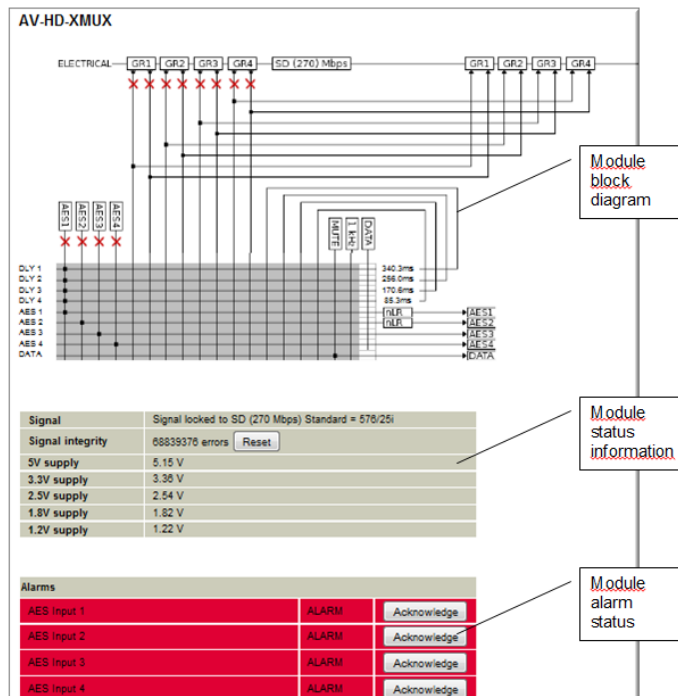 AV-HD-XMUX
ELECTRICAL GR1 GR2 GR3 GR4 SD (270) Mbps GR1 GR2 GR3 GR4
Module
block
diagram
AES1 AES2 AES3 AES4
MUTE 1 kHz DATA
DLY 1 340.3ms
DLY 2 256.0ms
DLY 3 170.6ms
DLY 4 85.3ms
AES 1 nLR AES1
AES 2 nLR AES2
AES 3 AES3
AES 4 AES4
DATA DATA
Signal Signal locked to SD (270 Mbps) Standard = 576/25i
Signal integrity 68839376 errors Reset
5V supply 5.15 V
3.3V supply 3.36 V
2.5V supply 2.54 V
1.8V supply 1.82 V
1.2V supply 1.22 V
Module
status
information
Alarms
AES Input 1 ALARM Acknowledge
AES Input 2 ALARM Acknowledge
AES Input 3 ALARM Acknowledge
AES Input 4 ALARM Acknowledge
Module
alarm
status